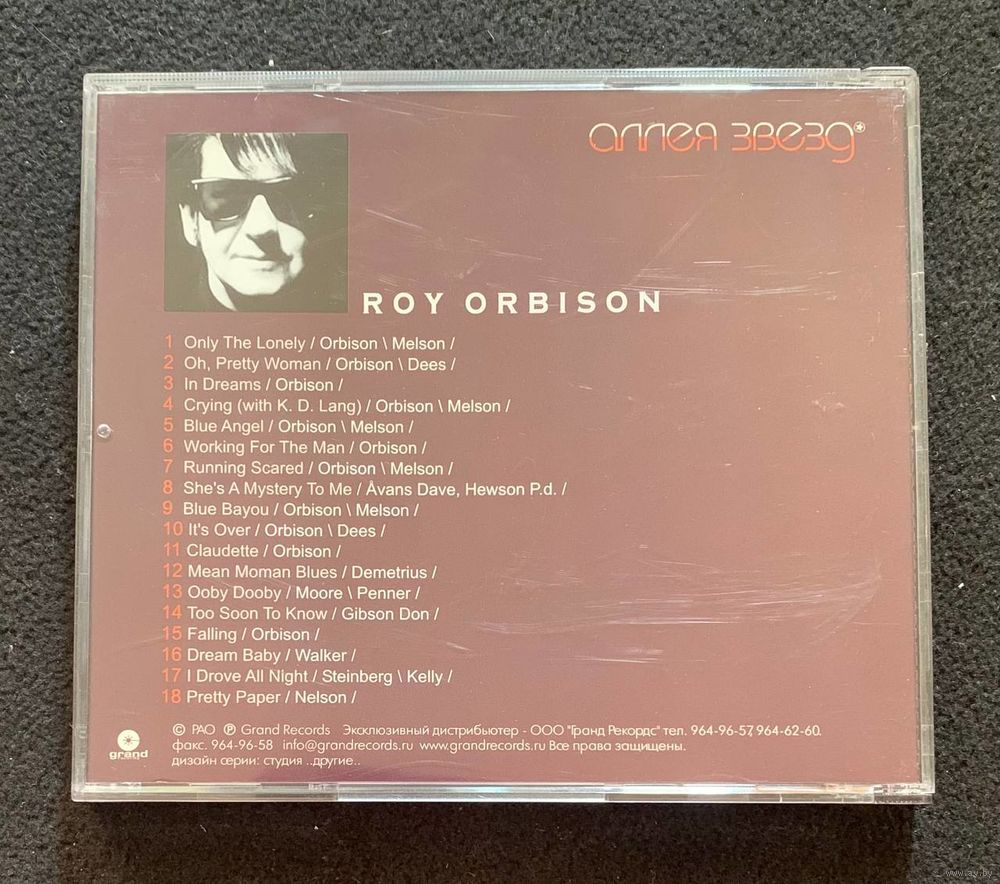 аллея звезд*
ROY ORBISON
1 Only The Lonely / Orbison \ Melson /
2 Oh, Pretty Woman / Orbison \ Dees /
3 In Dreams / Orbison /
4 Crying (with K. D. Lang) / Orbison \ Melson /
5 Blue Angel / Orbison \ Melson /
6 Working For The Man / Orbison /
7 Running Scared / Orbison \ Melson /
8 She's A Mystery To Me / Åvans Dave, Hewson P.d. /
9 Blue Bayou / Orbison \ Melson /
10 It's Over / Orbison \ Dees /
11 Claudette / Orbison /
12 Mean Moman Blues / Demetrius /
13 Ooby Dooby / Moore \ Penner /
14 Too Soon To Know / Gibson Don /
15 Falling / Orbison /
16 Dream Baby / Walker /
17 I Drove All Night / Steinberg \ Kelly /
18 Pretty Paper / Nelson /
© РАО ℗ Grand Records Эксклюзивный дистрибьютер - ООО "Гранд Рекордс" тел. 964-96-57, 964-62-60.
факс. 964-96-58 info@grandrecords.ru www.grandrecords.ru Все права защищены.
дизайн серии: студия ..другие..
grand
www.ay.by